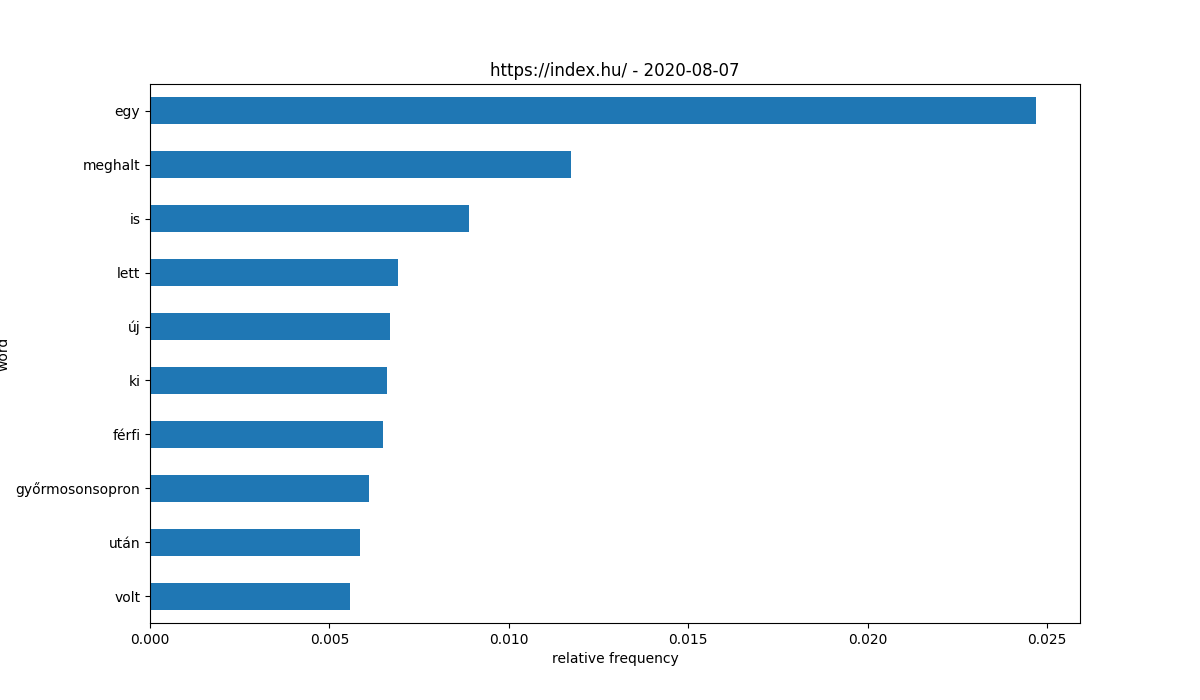 https://index.hu/ - 2020-08-07
egy
meghalt
is
lett
új
ki
férfi
győrmosonsopron
után
volt
word
0.000 0.005 0.010 0.015 0.020 0.025
relative frequency